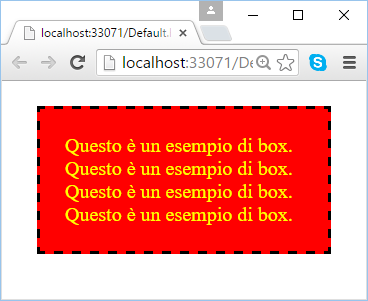 localhost:33071/Default.
localhost:33071/De
Questo è un esempio di box.
Questo è un esempio di box.
Questo è un esempio di box.
Questo è un esempio di box.